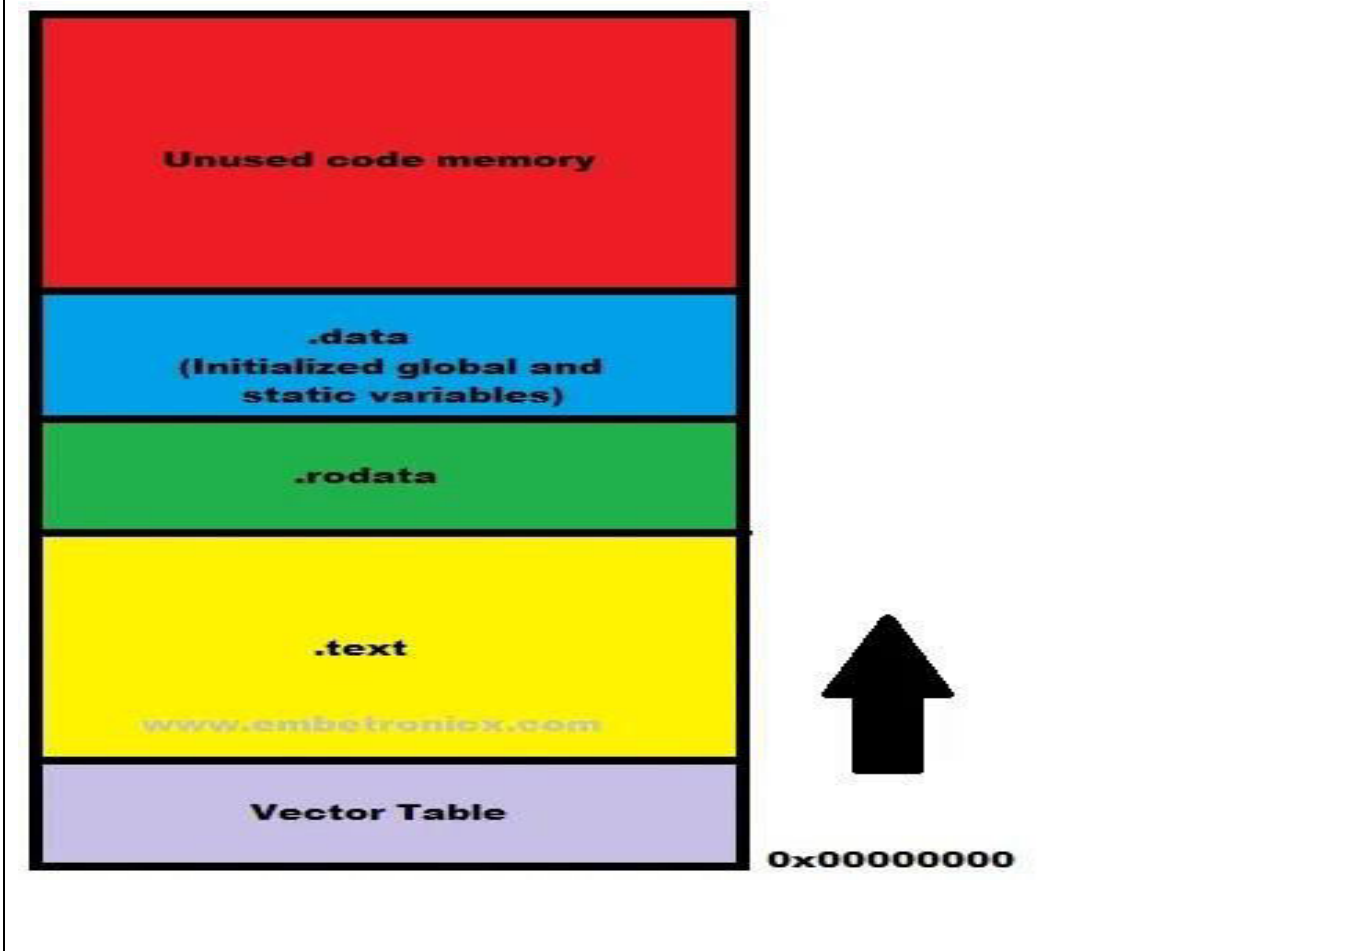 Unused code memory
.data
(Initialized global and
static variables)
.rodata
.text
www.embetronicx.com
Vector Table
0x00000000